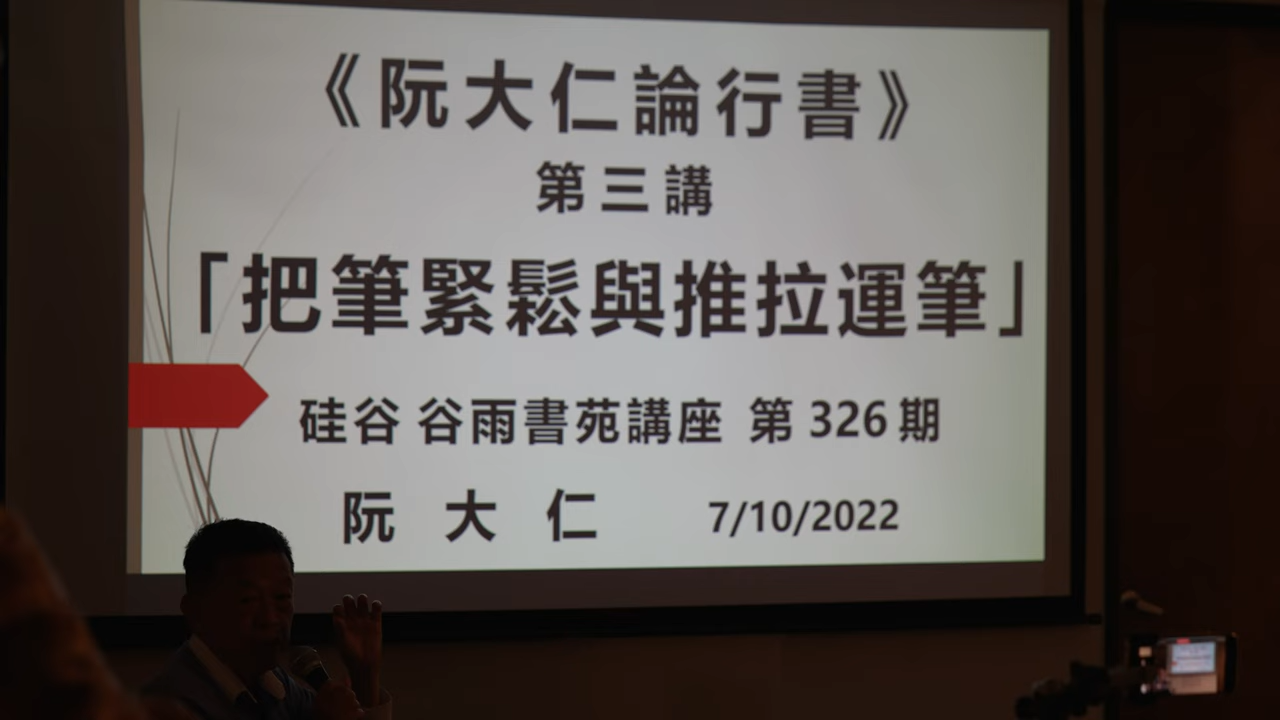 《阮大仁論行書》
第三講
「把筆緊鬆與推拉運筆」
硅谷 谷雨書苑講座 第 326 期
阮 大 仁 7/10/2022